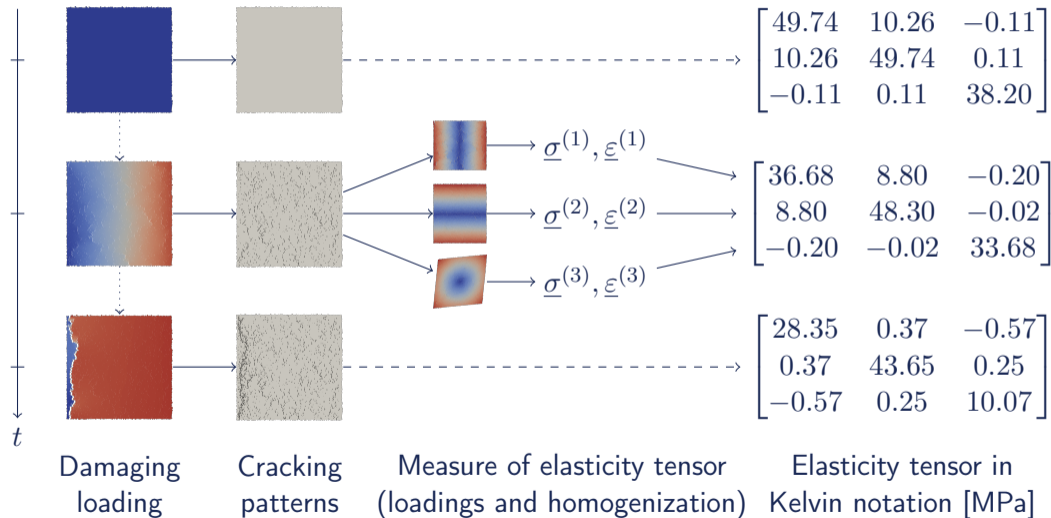 49.74 10.26 −0.11
10.26 49.74 0.11
−0.11 0.11 38.20
σ(1), ε(1)
σ(2), ε(2)
σ(3), ε(3)
36.68 8.80 −0.20
8.80 48.30 −0.02
−0.20 −0.02 33.68
28.35 0.37 −0.57
0.37 43.65 0.25
−0.57 0.25 10.07
t
Damaging
loading
Cracking
patterns
Measure of elasticity tensor
(loadings and homogenization)
Elasticity tensor in
Kelvin notation [MPa]